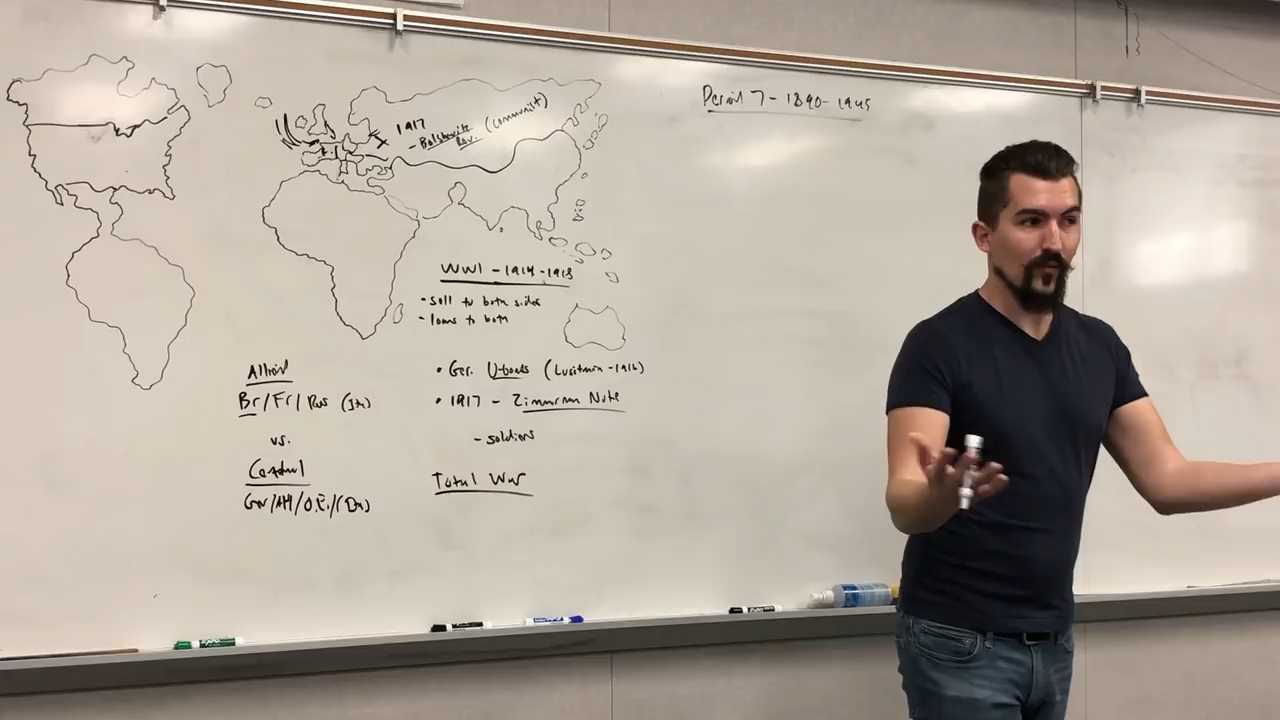 Period 7 - 1890 - 1945
1917
- Bolshevik (communist)
Rev.
WWI - 1914 - 1918
- sell to both sides
- loans to both
Allied
Br/Fr/Rus (It)
vs.
Central
Ger/AH/O.E./
• Ger. U-boats (Lusitania - 1916)
• 1917 - Zimmerman Note
- soldiers
Total War